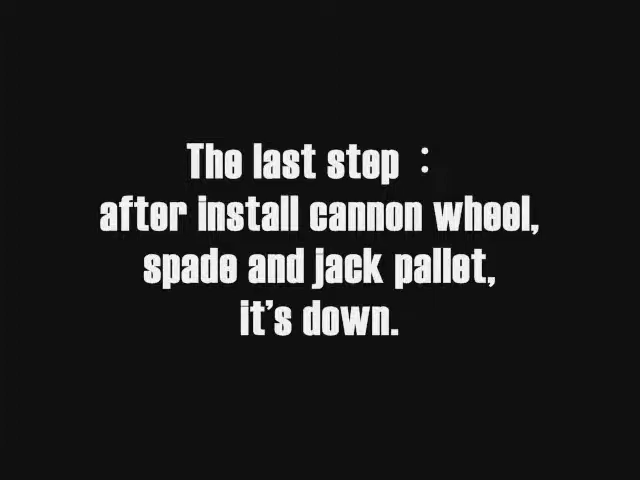 The last step：
after install cannon wheel,
spade and jack pallet,
it's down.